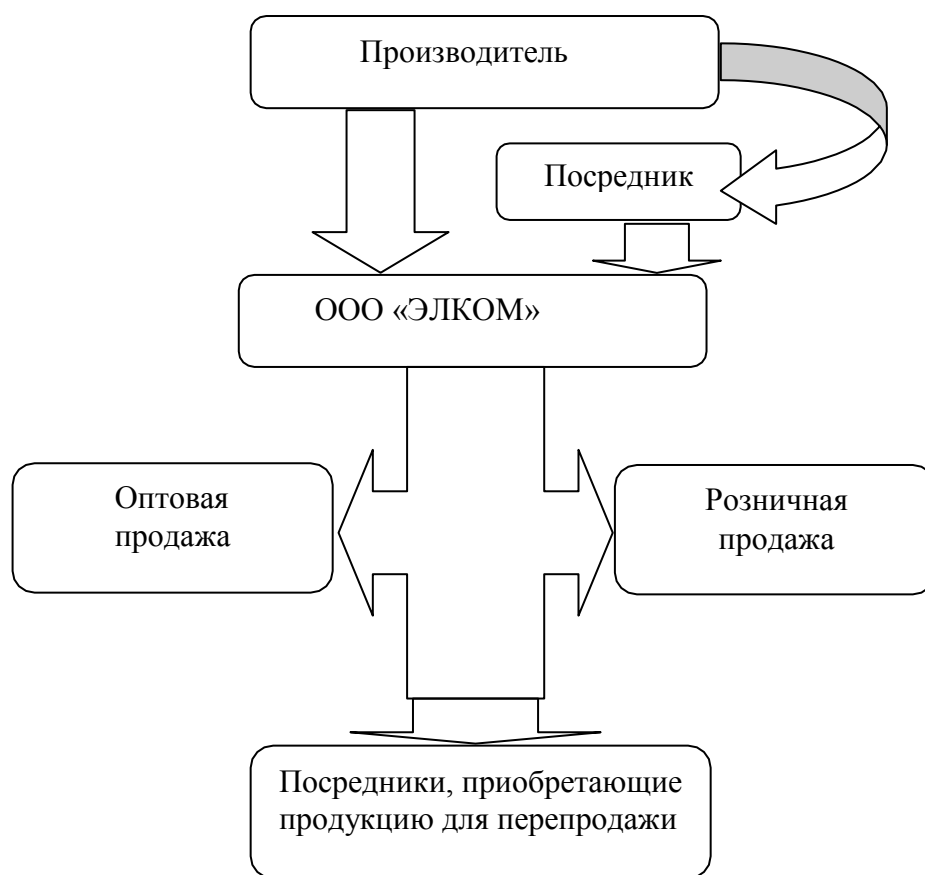 Производитель
Посредник
ООО «ЭЛКОМ»
Оптовая
продажа
Розничная
продажа
Посредники, приобретающие
продукцию для перепродажи